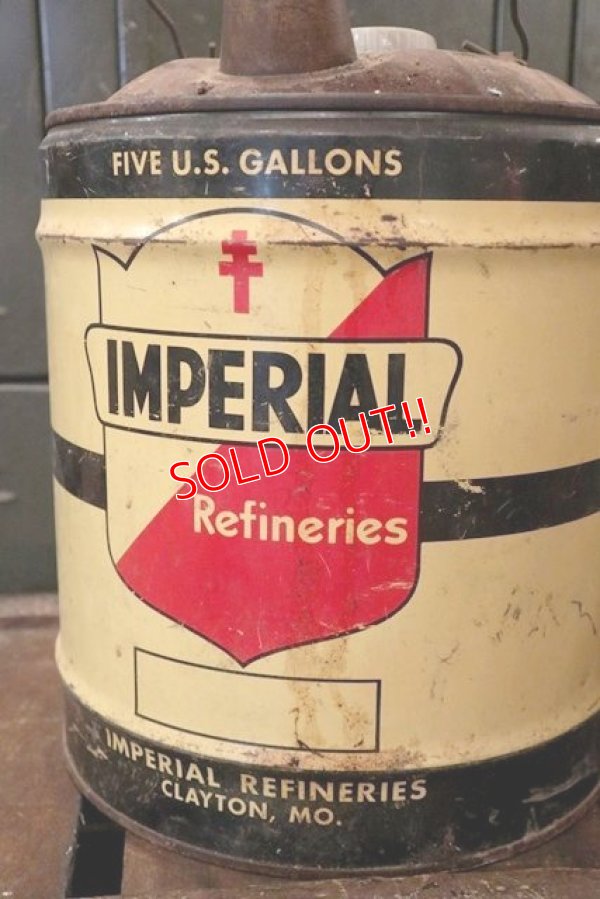 FIVE U.S. GALLONS
IMPERIAL
SOLD OUT!!
Refineries
IMPERIAL REFINERIES
CLAYTON, MO.